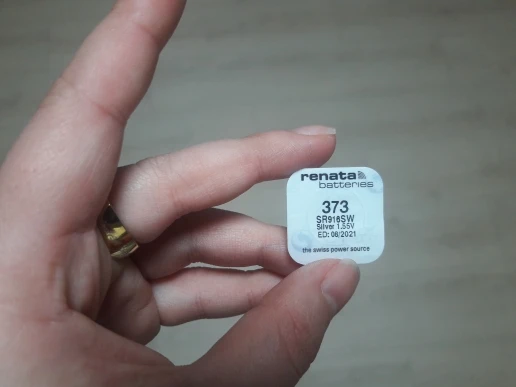 renata
batteries
373
SR916SW
Silver 1.55V
ED: 08/2021
the swiss power source